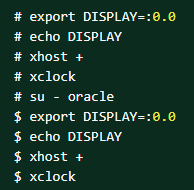 # export DISPLAY=:0.0
# echo DISPLAY
# xhost +
# xclock
# su - oracle
$ export DISPLAY=:0.0
$ echo DISPLAY
$ xhost +
$ xclock